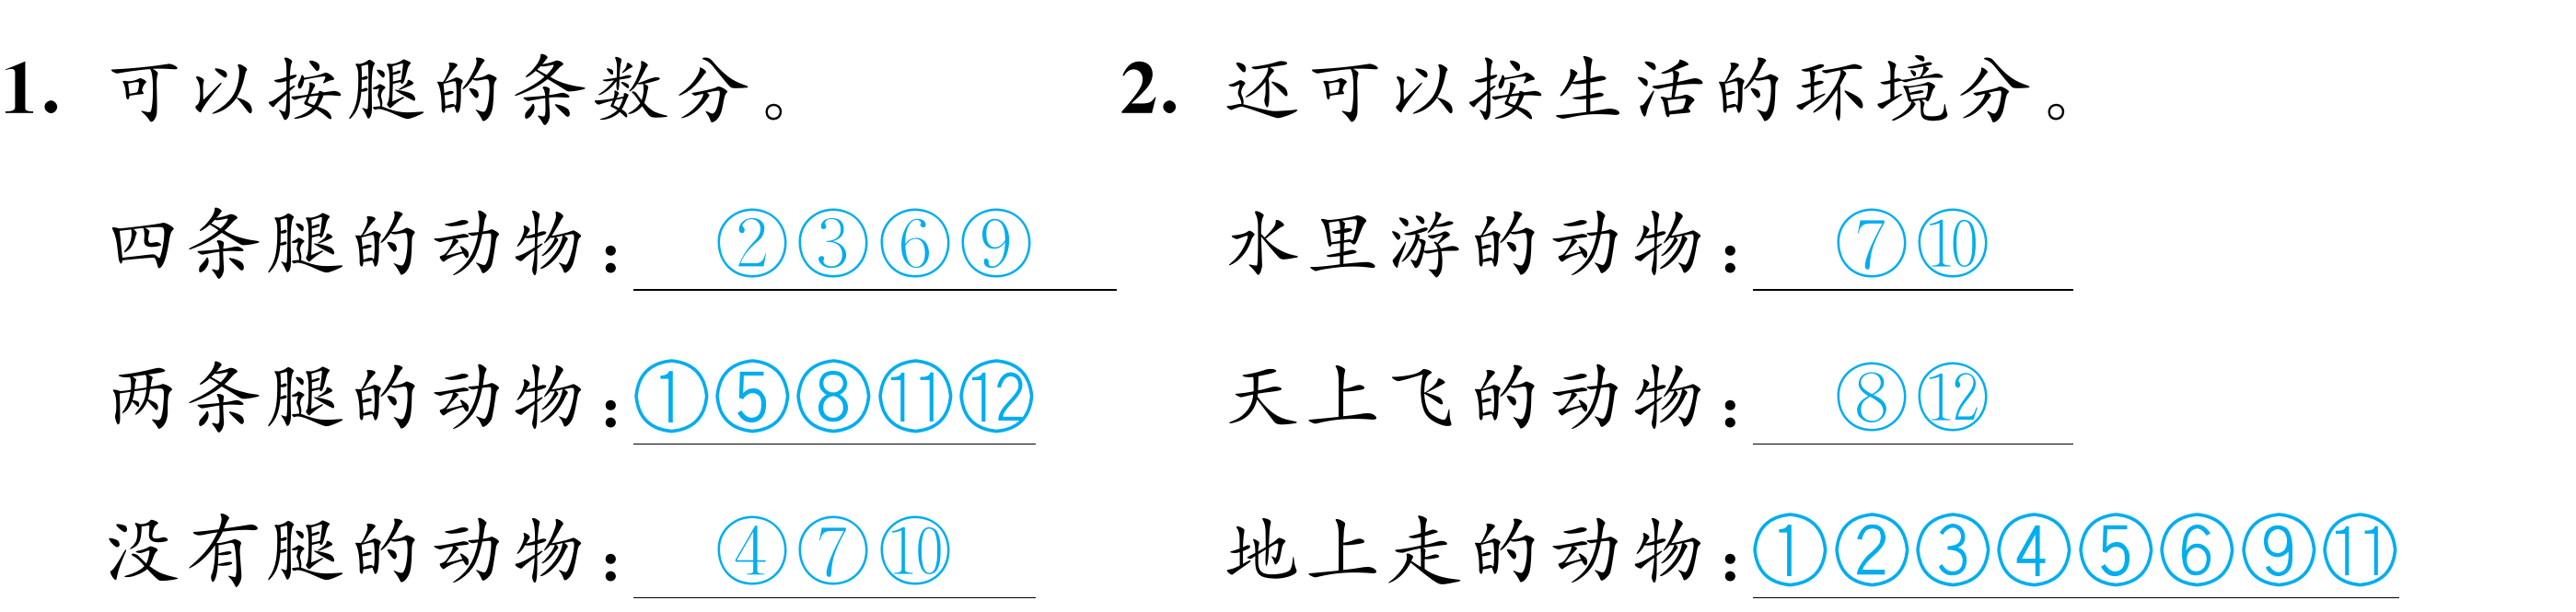 1. 可以按腿的条数分。 2. 还可以按生活的环境分。
四条腿的动物：②③⑥⑨ 水里游的动物：⑦⑩
两条腿的动物：①⑤⑧⑪⑫ 天上飞的动物：⑧⑫
没有腿的动物：④⑦⑩ 地上走的动物：①②③④⑤⑥⑨⑪